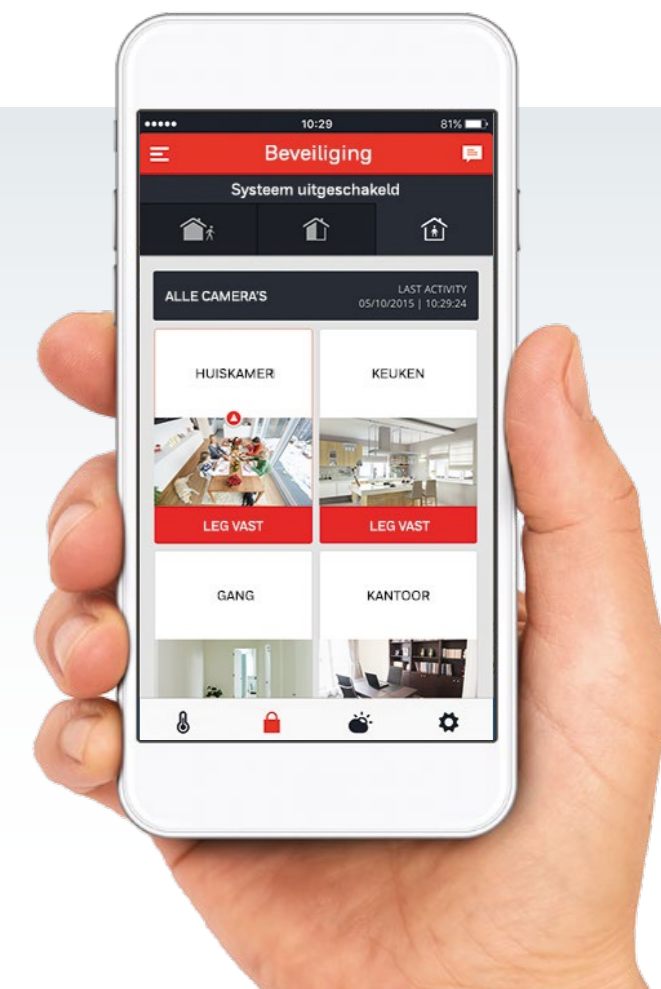 10:29
81%
Beveiliging
Systeem uitgeschakeld
ALLE CAMERA'S
LAST ACTIVITY
05/10/2015 | 10:29:24
HUISKAMER
KEUKEN
LEG VAST
LEG VAST
GANG
KANTOOR